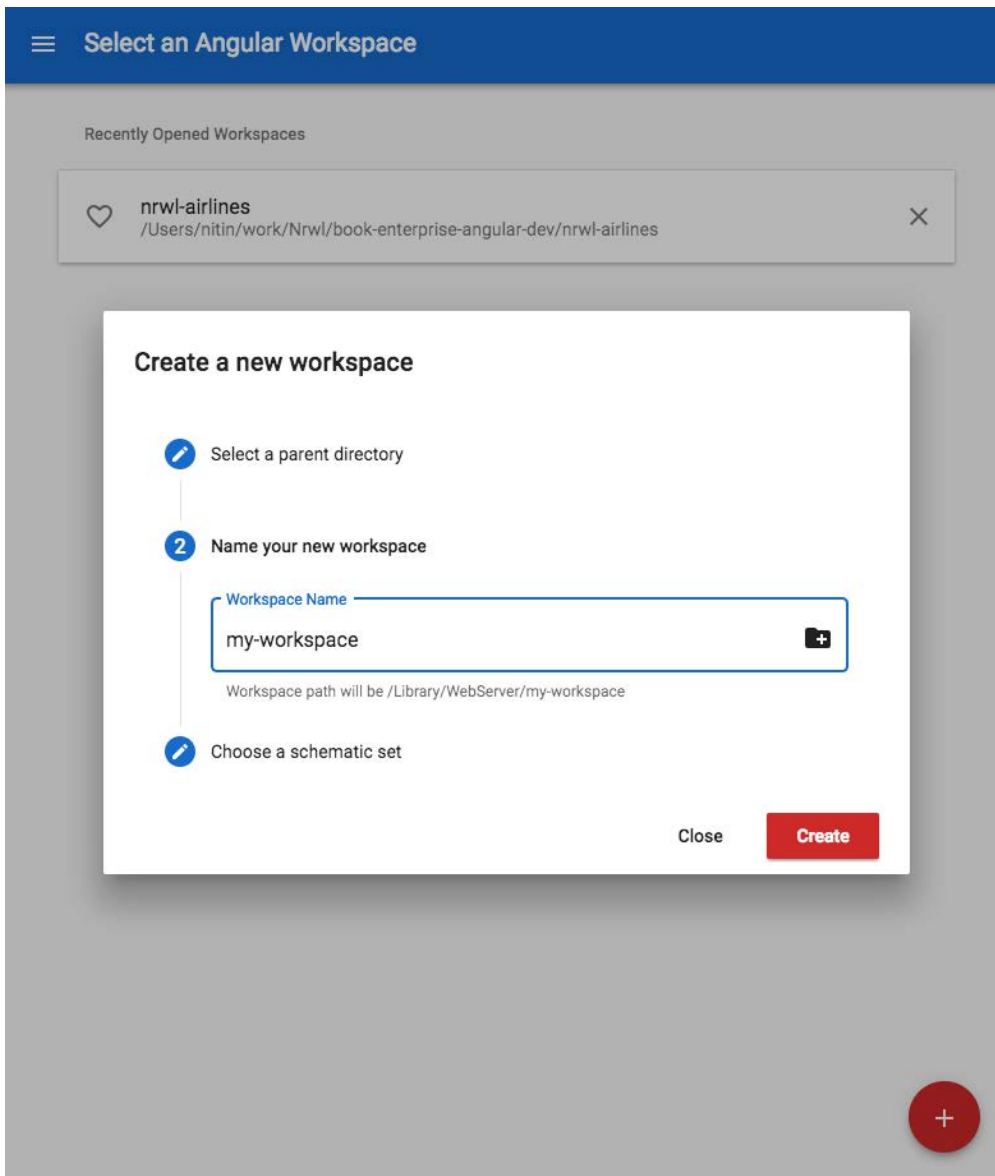 Select an Angular Workspace
Recently Opened Workspaces
nrwl-airlines
/Users/nitin/work/Nrwl/book-enterprise-angular-dev/nrwl-airlines
Create a new workspace
Select a parent directory
2 Name your new workspace
Workspace Name
my-workspace
Workspace path will be /Library/WebServer/my-workspace
Choose a schematic set
Close Create